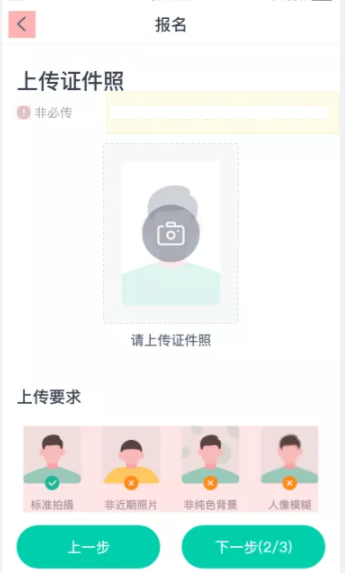 报名
上传证件照
非必传
请上传证件照
上传要求
标准拍摄 非近期照片 非纯色背景 人像模糊
上一步 下一步(2/3)